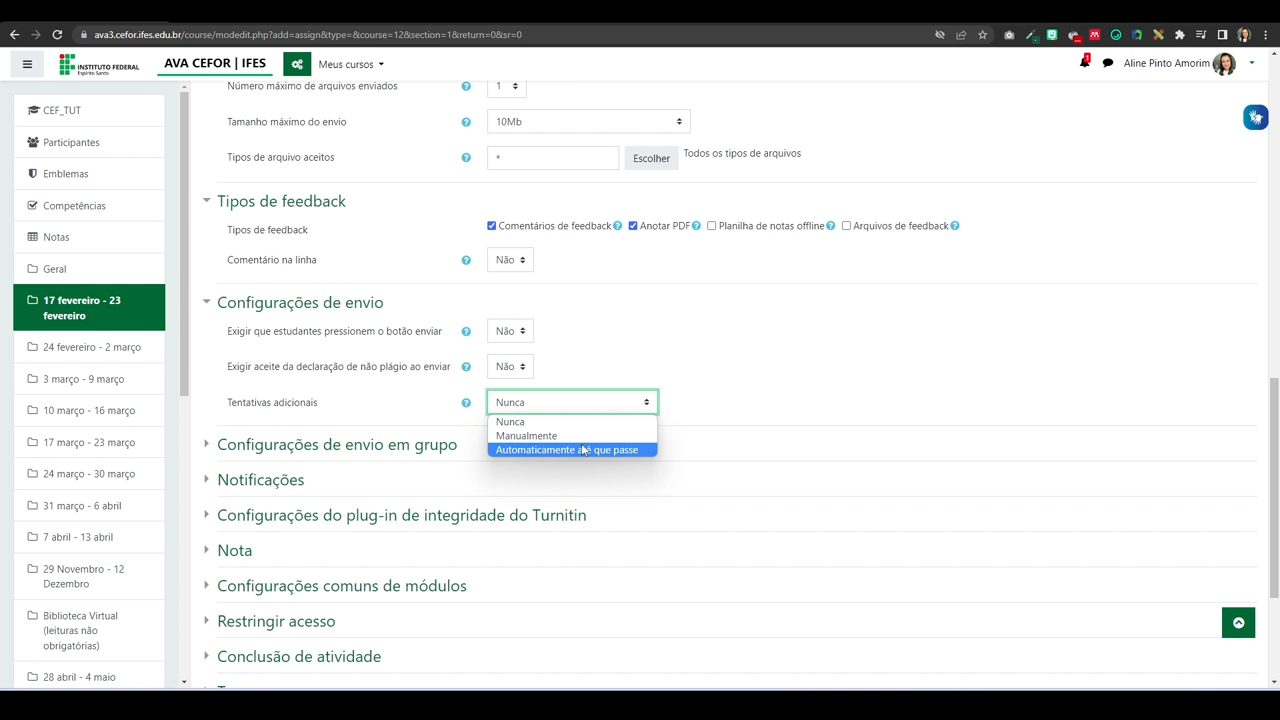 ava3.cefor.ifes.edu.br/course/modedit.php?add=assign&type=&course=12&section=1&return=0&sr=0
INSTITUTO FEDERAL
Espírito Santo
AVA CEFOR | IFES
Meus cursos
1
Aline Pinto Amorim
CEF_TUT
Participantes
Emblemas
Competências
Notas
Geral
17 fevereiro - 23
fevereiro
24 fevereiro - 2 março
3 março - 9 março
10 março - 16 março
17 março - 23 março
24 março - 30 março
31 março - 6 abril
7 abril - 13 abril
29 Novembro - 12
Dezembro
Biblioteca Virtual
(leituras não
obrigatórias)
28 abril - 4 maio
Número máximo de arquivos enviados ? 1
Tamanho máximo do envio ? 10Mb
Tipos de arquivo aceitos ? * Escolher Todos os tipos de arquivos
Tipos de feedback
Tipos de feedback Comentários de feedback ? Anotar PDF ? Planilha de notas offline ? Arquivos de feedback ?
Comentário na linha ? Não
Configurações de envio
Exigir que estudantes pressionem o botão enviar ? Não
Exigir aceite da declaração de não plágio ao enviar ? Não
Tentativas adicionais ? Nunca
Nunca
Manualmente
Automaticamente até que passe
Configurações de envio em grupo
Notificações
Configurações do plug-in de integridade do Turnitin
Nota
Configurações comuns de módulos
Restringir acesso
Conclusão de atividade